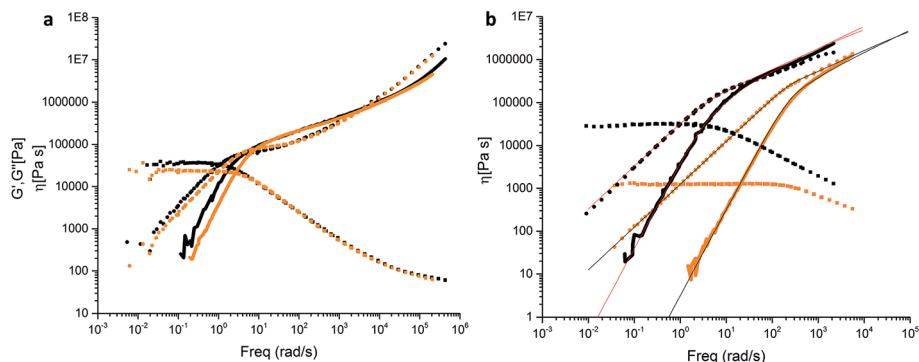 a
1E8
1E7
1000000
100000
10000
1000
100
10
G',G''[Pa]
η[Pa s]
10⁻³ 10⁻² 10⁻¹ 10⁰ 10¹ 10² 10³ 10⁴ 10⁵ 10⁶
Freq (rad/s)
b
1000000
100000
10000
1000
100
10
1
η[Pa s]
10⁻³ 10⁻² 10⁻¹ 10⁰ 10¹ 10² 10³ 10⁴ 10⁵
Freq (rad/s)